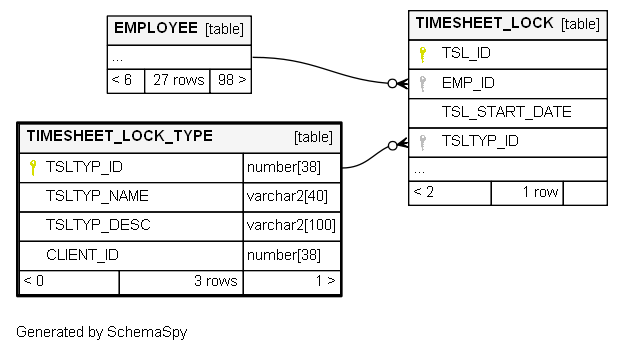 EMPLOYEE [table]
...
< 6 27 rows 98 >
TIMESHEET_LOCK [table]
TSL_ID
EMP_ID
TSL_START_DATE
TSLTYP_ID
...
< 2 1 row
TIMESHEET_LOCK_TYPE [table]
TSLTYP_ID number[38]
TSLTYP_NAME varchar2[40]
TSLTYP_DESC varchar2[100]
CLIENT_ID number[38]
< 0 3 rows 1 >
Generated by SchemaSpy